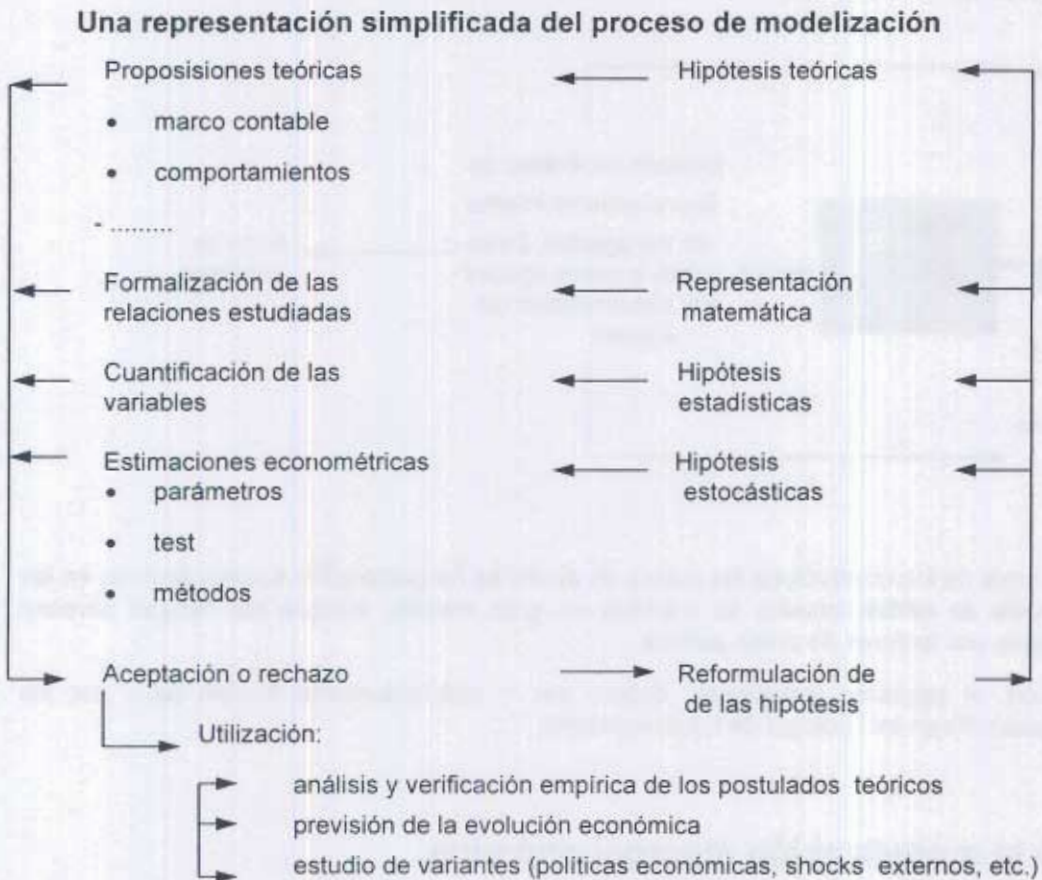 Una representación simplificada del proceso de modelización
Proposisiones teóricas
Hipótesis teóricas
• marco contable
• comportamientos
- ........
Formalización de las
relaciones estudiadas
Representación
matemática
Cuantificación de las
variables
Hipótesis
estadísticas
Estimaciones econométricas
• parámetros
• test
• métodos
Hipótesis
estocásticas
Aceptación o rechazo
Reformulación de
de las hipótesis
Utilización:
análisis y verificación empírica de los postulados teóricos
previsión de la evolución económica
estudio de variantes (políticas económicas, shocks externos, etc.)